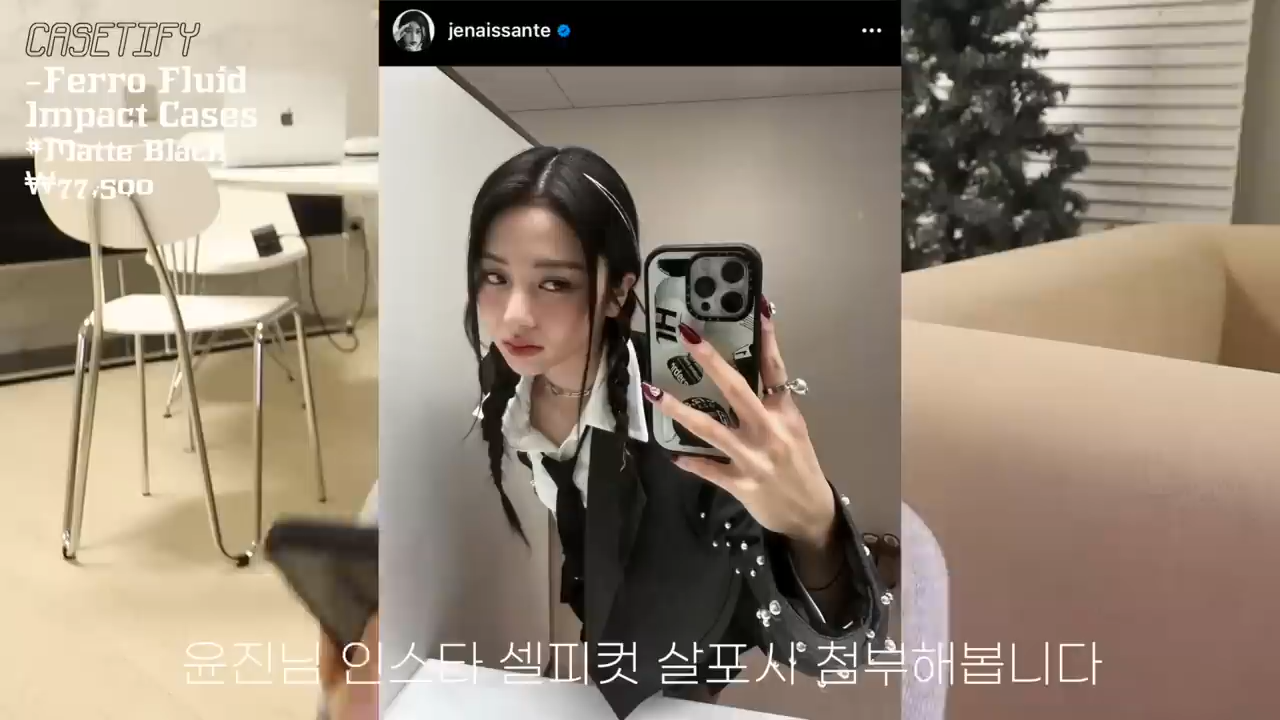 CASETIFY
-Ferro Fluid
Impact Cases
*Matte Black
₩77,500
jenaissante
JH
윤진님 인스타 셀피컷 살포시 첨부해봅니다